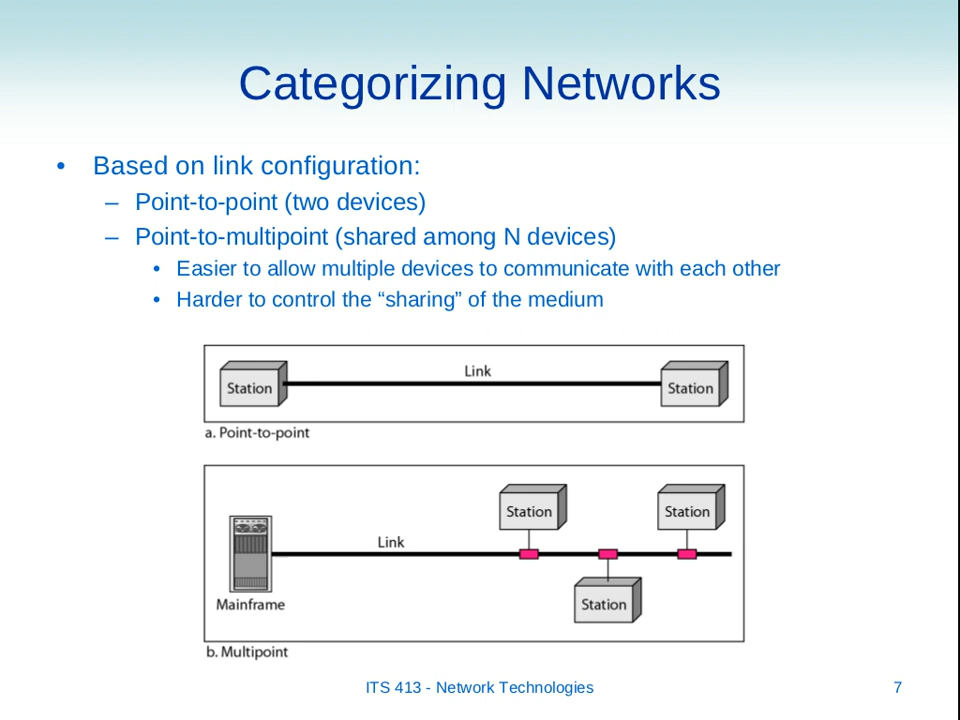 Categorizing Networks
• Based on link configuration:
– Point-to-point (two devices)
– Point-to-multipoint (shared among N devices)
• Easier to allow multiple devices to communicate with each other
• Harder to control the “sharing” of the medium
Link
Station
Station
a. Point-to-point
Station
Station
Link
Mainframe
Station
b. Multipoint
ITS 413 - Network Technologies
7